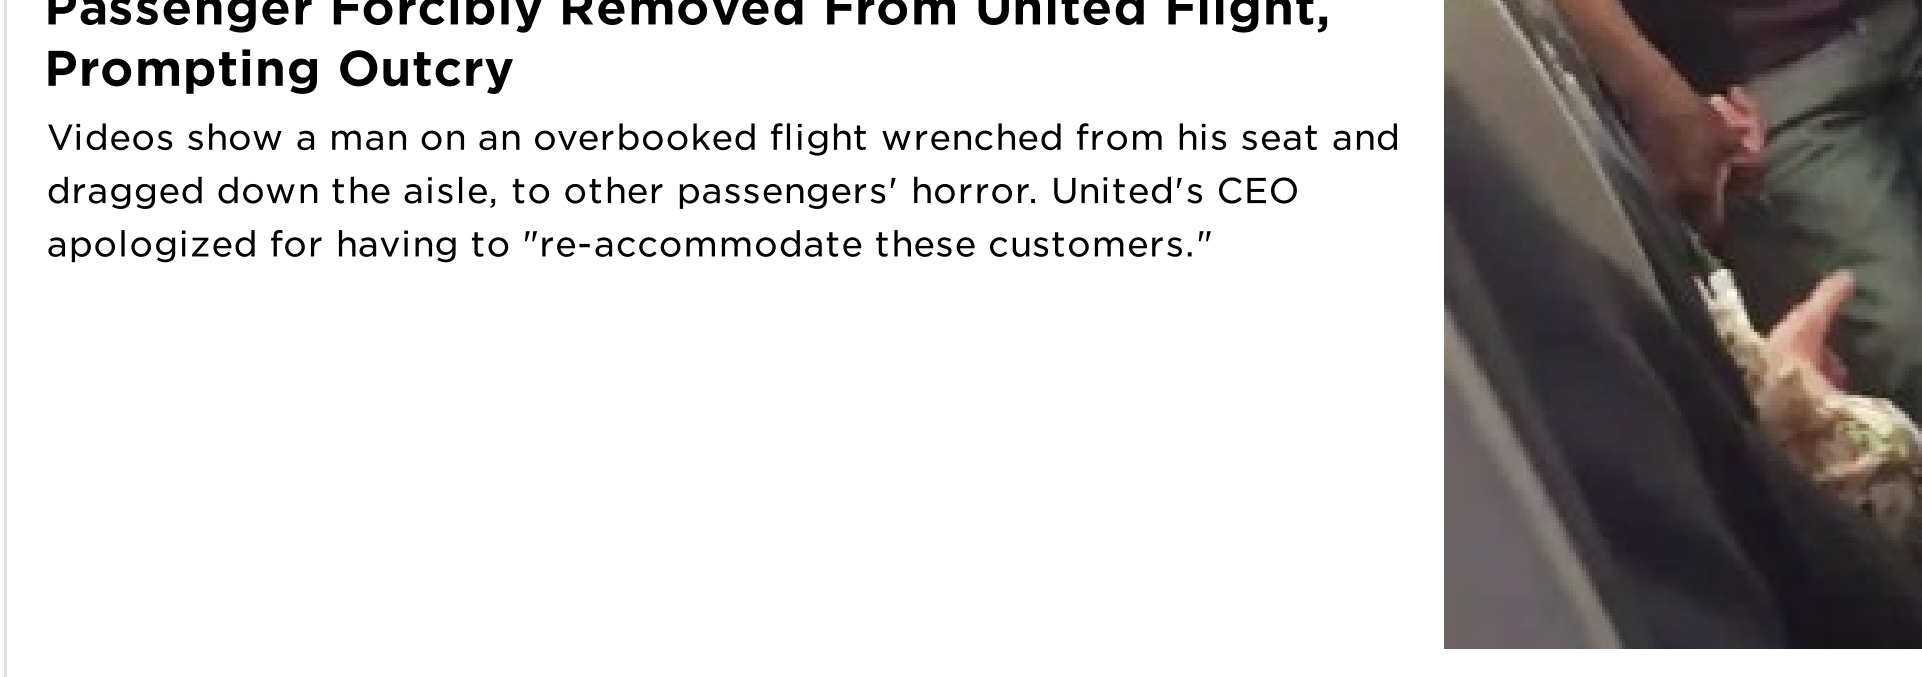 Passenger Forcibly Removed From United Flight,
Prompting Outcry
Videos show a man on an overbooked flight wrenched from his seat and
dragged down the aisle, to other passengers' horror. United's CEO
apologized for having to "re-accommodate these customers."